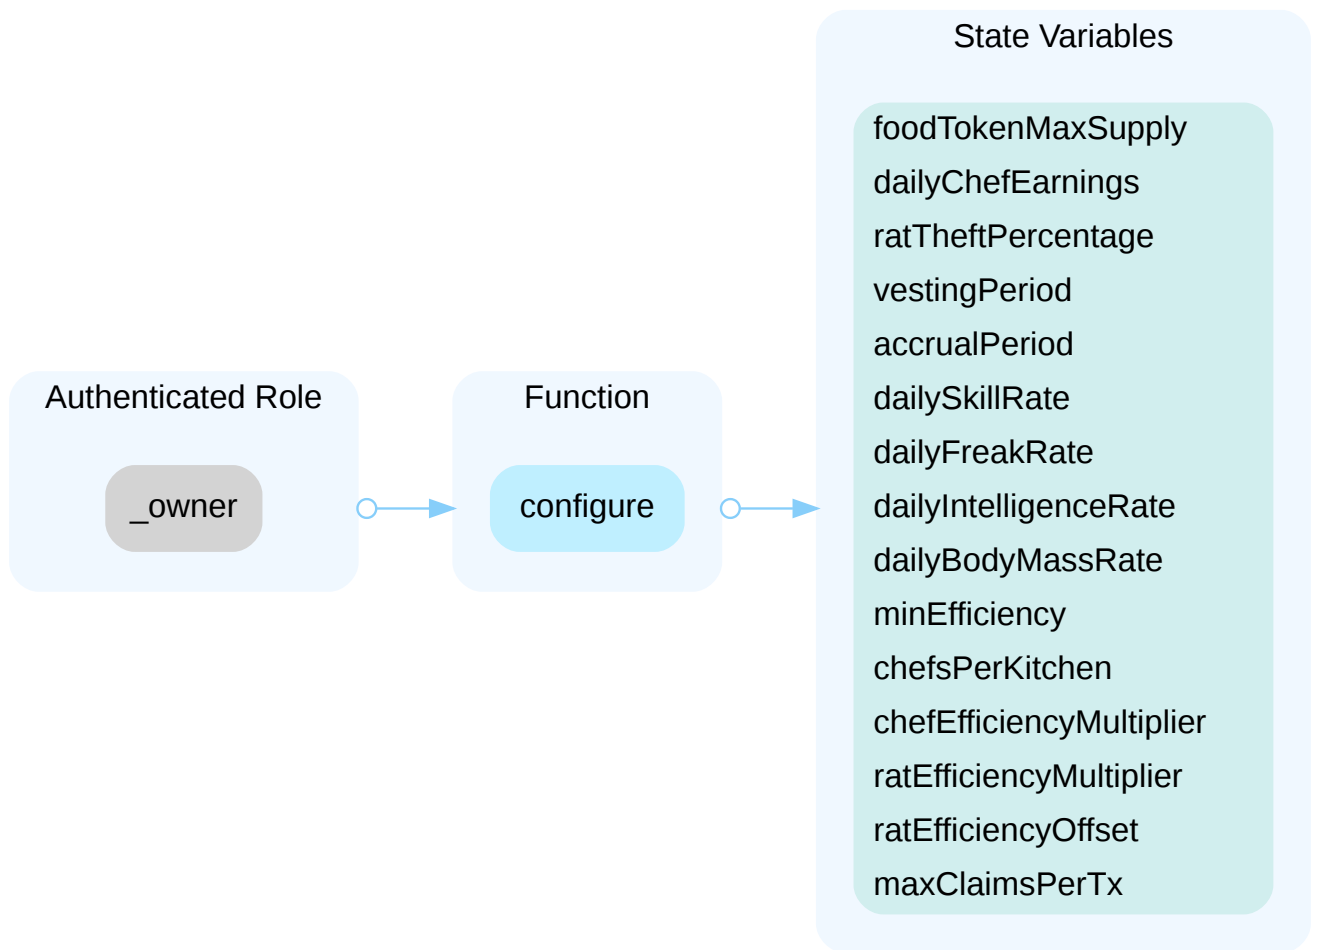 Authenticated Role
_owner
Function
configure
State Variables
foodTokenMaxSupply
dailyChefEarnings
ratTheftPercentage
vestingPeriod
accrualPeriod
dailySkillRate
dailyFreakRate
dailyIntelligenceRate
dailyBodyMassRate
minEfficiency
chefsPerKitchen
chefEfficiencyMultiplier
ratEfficiencyMultiplier
ratEfficiencyOffset
maxClaimsPerTx